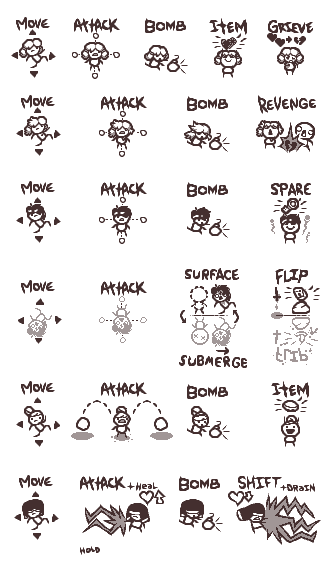 MOVE ATTACK BOMB ITEM GRIEVE
MOVE ATTACK BOMB REVENGE
MOVE ATTACK BOMB SPARE
MOVE ATTACK SURFACE FLIP
SUBMERGE FLIP
MOVE ATTACK BOMB ITEM
MOVE ATTACK + HEAL BOMB SHIFT + DRAIN
HOLD